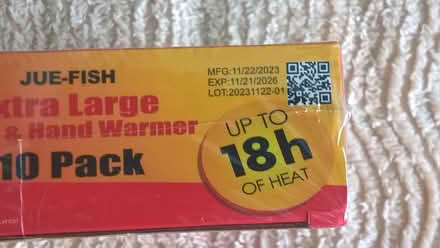 JUE-FISH
MFG:11/22/2023
EXP:11/21/2026
LOT:20231122-01
xtra Large
& Hand Warmer
10 Pack
UP TO
18h
OF HEAT